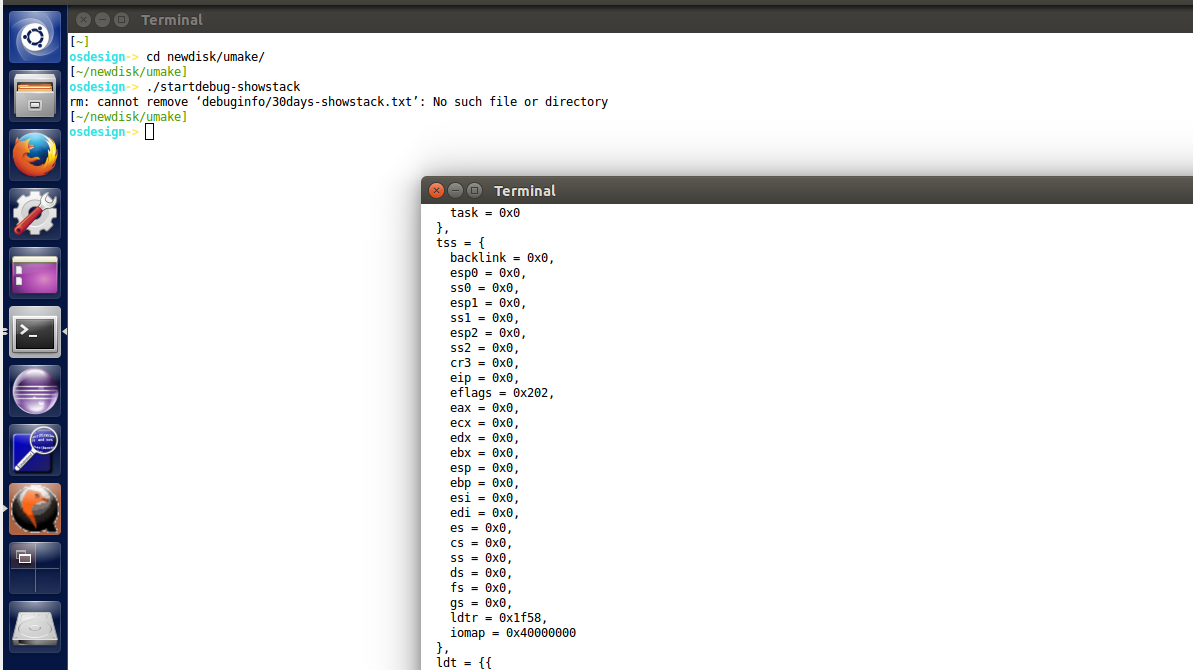 Terminal
[~]
osdesign-> cd newdisk/umake/
[~/newdisk/umake]
osdesign-> ./startdebug-showstack
rm: cannot remove ‘debuginfo/30days-showstack.txt’: No such file or directory
[~/newdisk/umake]
osdesign->
Terminal
task = 0x0
},
tss = {
backlink = 0x0,
esp0 = 0x0,
ss0 = 0x0,
esp1 = 0x0,
ss1 = 0x0,
esp2 = 0x0,
ss2 = 0x0,
cr3 = 0x0,
eip = 0x0,
eflags = 0x202,
eax = 0x0,
ecx = 0x0,
edx = 0x0,
ebx = 0x0,
esp = 0x0,
ebp = 0x0,
esi = 0x0,
edi = 0x0,
es = 0x0,
cs = 0x0,
ss = 0x0,
ds = 0x0,
fs = 0x0,
gs = 0x0,
ldtr = 0x1f58,
iomap = 0x40000000
},
ldt = {{